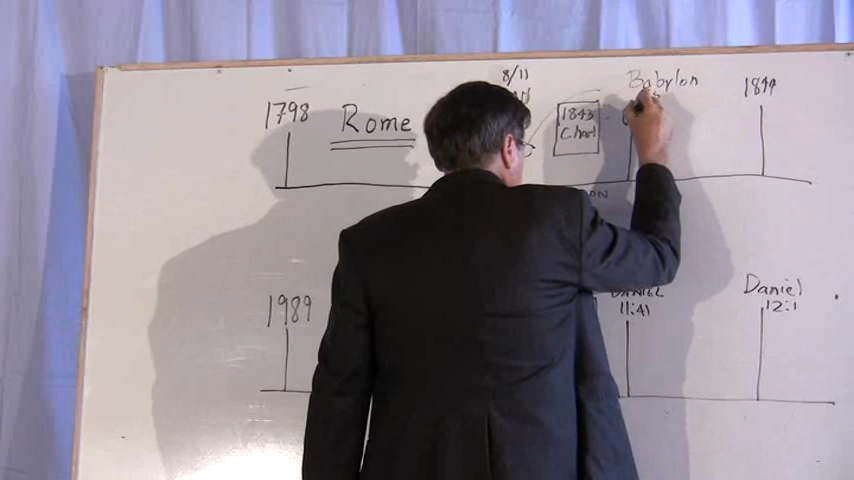 8/11
Babylon
1798
Rome
1843
Chart
1844
1989
DANIEL
11:41
Daniel
12:1